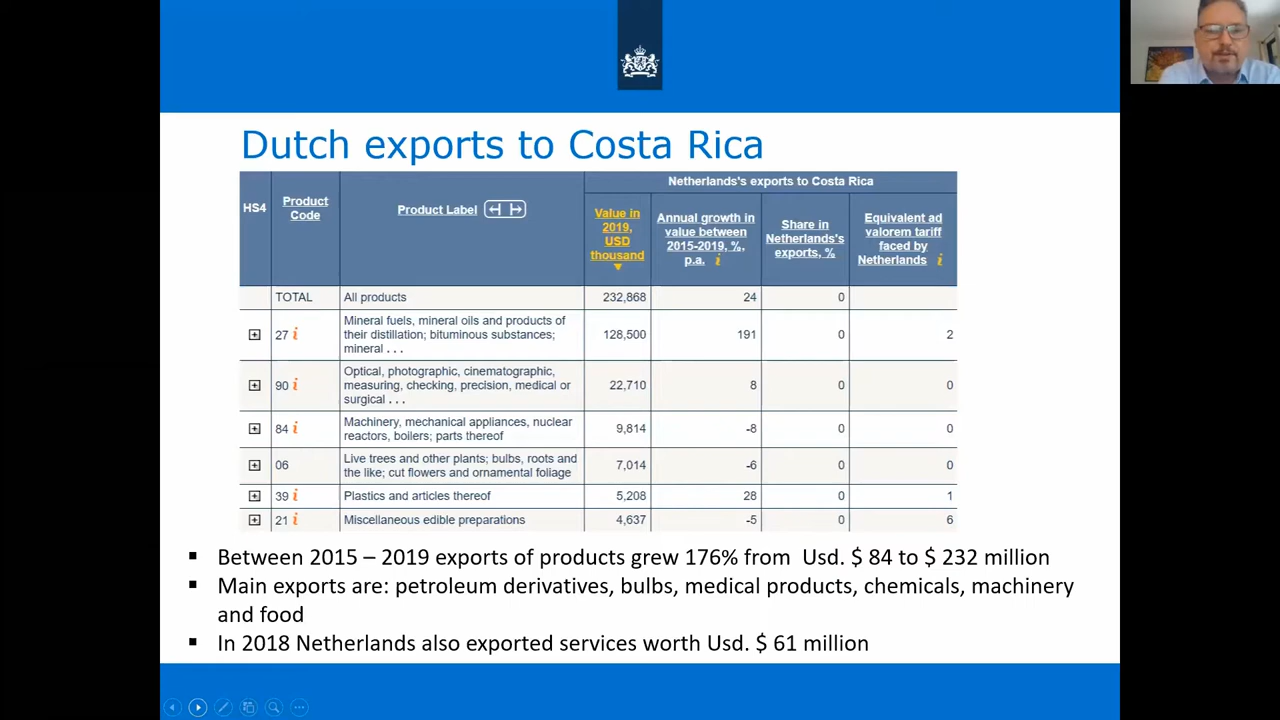 Dutch exports to Costa Rica
HS4
Product
Code
Product Label
Netherlands's exports to Costa Rica
Value in
2019,
USD
thousand
Annual growth in
value between
2015-2019, %,
p.a. i
Share in
Netherlands's
exports, %
Equivalent ad
valorem tariff
faced by
Netherlands i
TOTAL All products 232,868 24 0
27 i Mineral fuels, mineral oils and products of
their distillation; bituminous substances;
mineral . . . 128,500 191 0 2
90 i Optical, photographic, cinematographic,
measuring, checking, precision, medical or
surgical . . . 22,710 8 0 0
84 i Machinery, mechanical appliances, nuclear
reactors, boilers; parts thereof 9,814 -8 0 0
06 Live trees and other plants; bulbs, roots and
the like; cut flowers and ornamental foliage 7,014 -6 0 0
39 i Plastics and articles thereof 5,208 28 0 1
21 i Miscellaneous edible preparations 4,637 -5 0 6
▪ Between 2015 – 2019 exports of products grew 176% from Usd. $ 84 to $ 232 million
▪ Main exports are: petroleum derivatives, bulbs, medical products, chemicals, machinery
and food
▪ In 2018 Netherlands also exported services worth Usd. $ 61 million